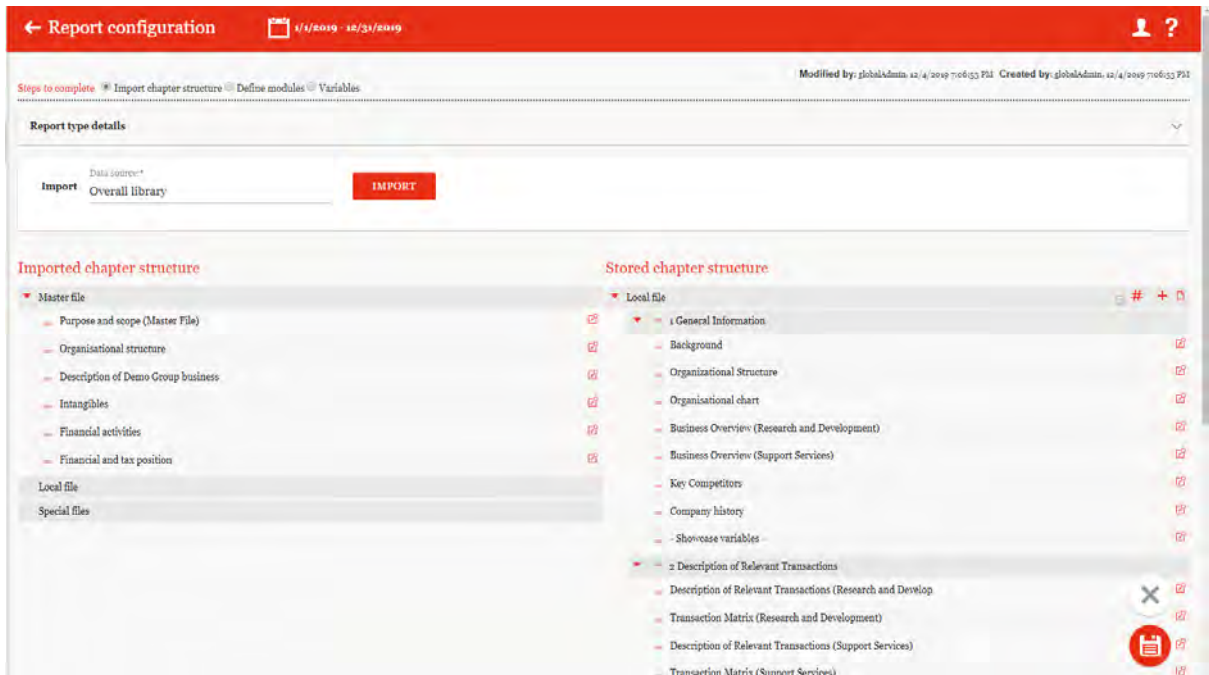 ← Report configuration
1/1/2019 - 12/31/2019
?
Modified by: globalAdmin, 12/4/2019 7:06:53 PM Created by: globalAdmin, 12/4/2019 7:06:53 PM
Steps to complete Import chapter structure Define modules Variables
Report type details
Data source:*
Import Overall library
IMPORT
Imported chapter structure
Master file
Purpose and scope (Master File)
Organisational structure
Description of Demo Group business
Intangibles
Financial activities
Financial and tax position
Local file
Special files
Stored chapter structure
Local file # +
1 General Information
Background
Organizational Structure
Organisational chart
Business Overview (Research and Development)
Business Overview (Support Services)
Key Competitors
Company history
- Showcase variables -
2 Description of Relevant Transactions
Description of Relevant Transactions (Research and Develop
Transaction Matrix (Research and Development)
Description of Relevant Transactions (Support Services)
Transaction Matrix (Support Services)